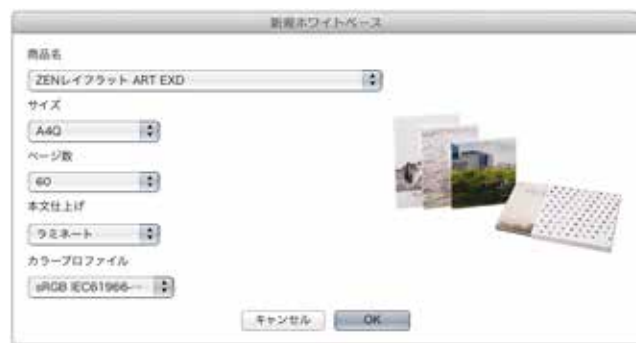 新規ホワイトベース
商品名
ZENレイフラット ART EXD
サイズ
A4Q
ページ数
60
本文仕上げ
ラミネート
カラープロファイル
sRGB IEC61966-…
キャンセル
OK